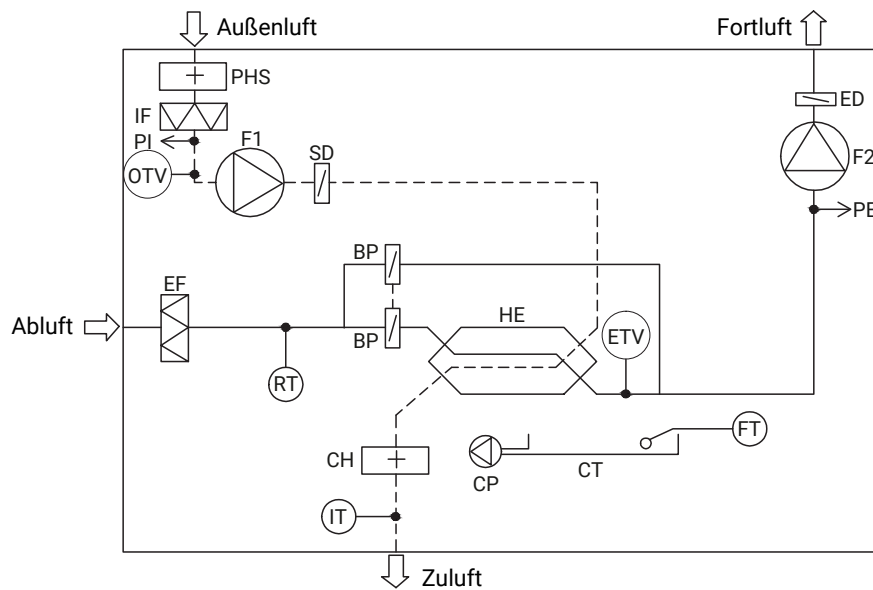 Außenluft
Fortluft
PHS
ED
IF
PI
F1
SD
F2
OTV
PE
BP
EF
HE
Abluft
BP
ETV
RT
FT
CH
CT
CP
IT
Zuluft